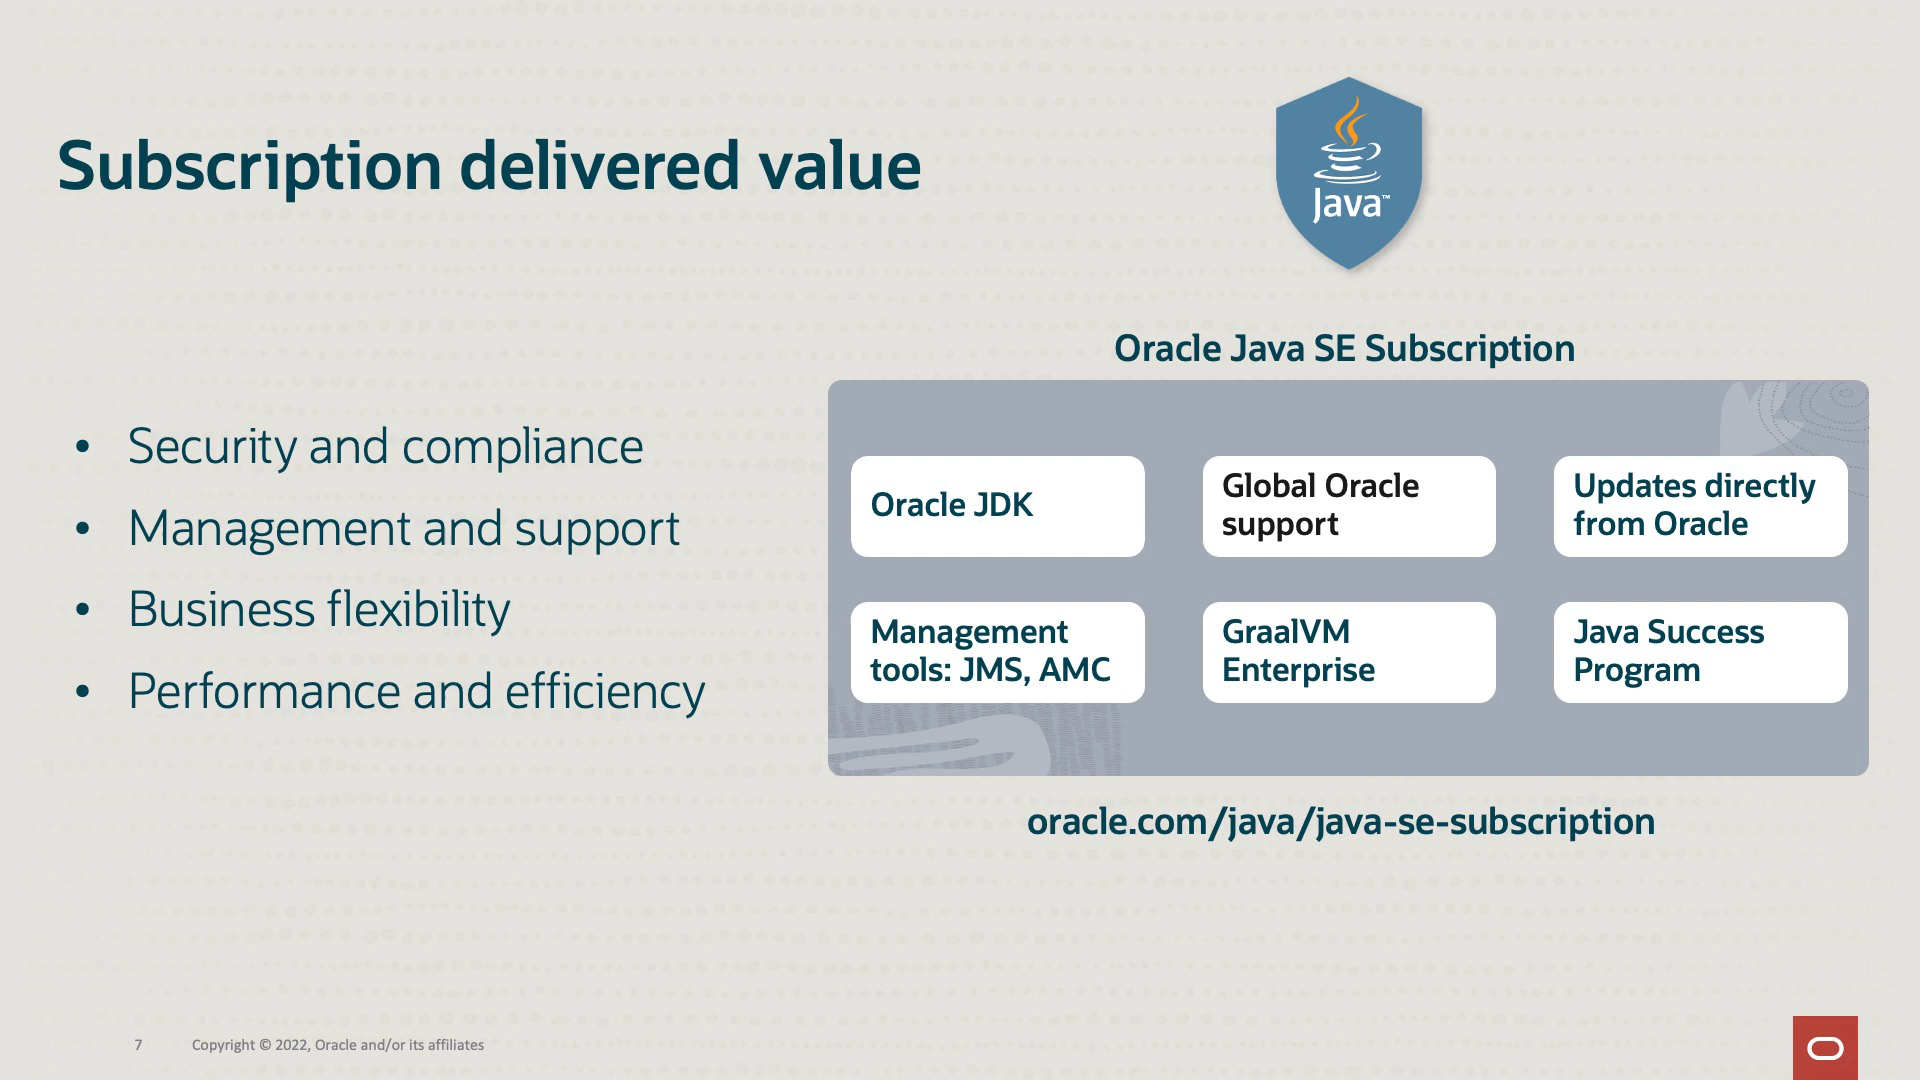 Subscription delivered value
Java™
• Security and compliance
• Management and support
• Business flexibility
• Performance and efficiency
Oracle Java SE Subscription
Oracle JDK
Global Oracle
support
Updates directly
from Oracle
Management
tools: JMS, AMC
GraalVM
Enterprise
Java Success
Program
oracle.com/java/java-se-subscription
7
Copyright © 2022, Oracle and/or its affiliates